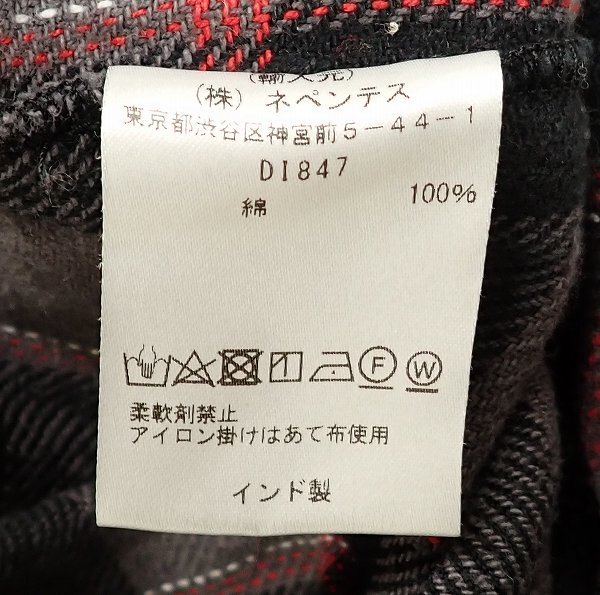 (輸入元)
(株)ネペンテス
東京都渋谷区神宮前5-44-1
DI847
綿 100%
F W
柔軟剤禁止
アイロン掛けはあて布使用
インド製